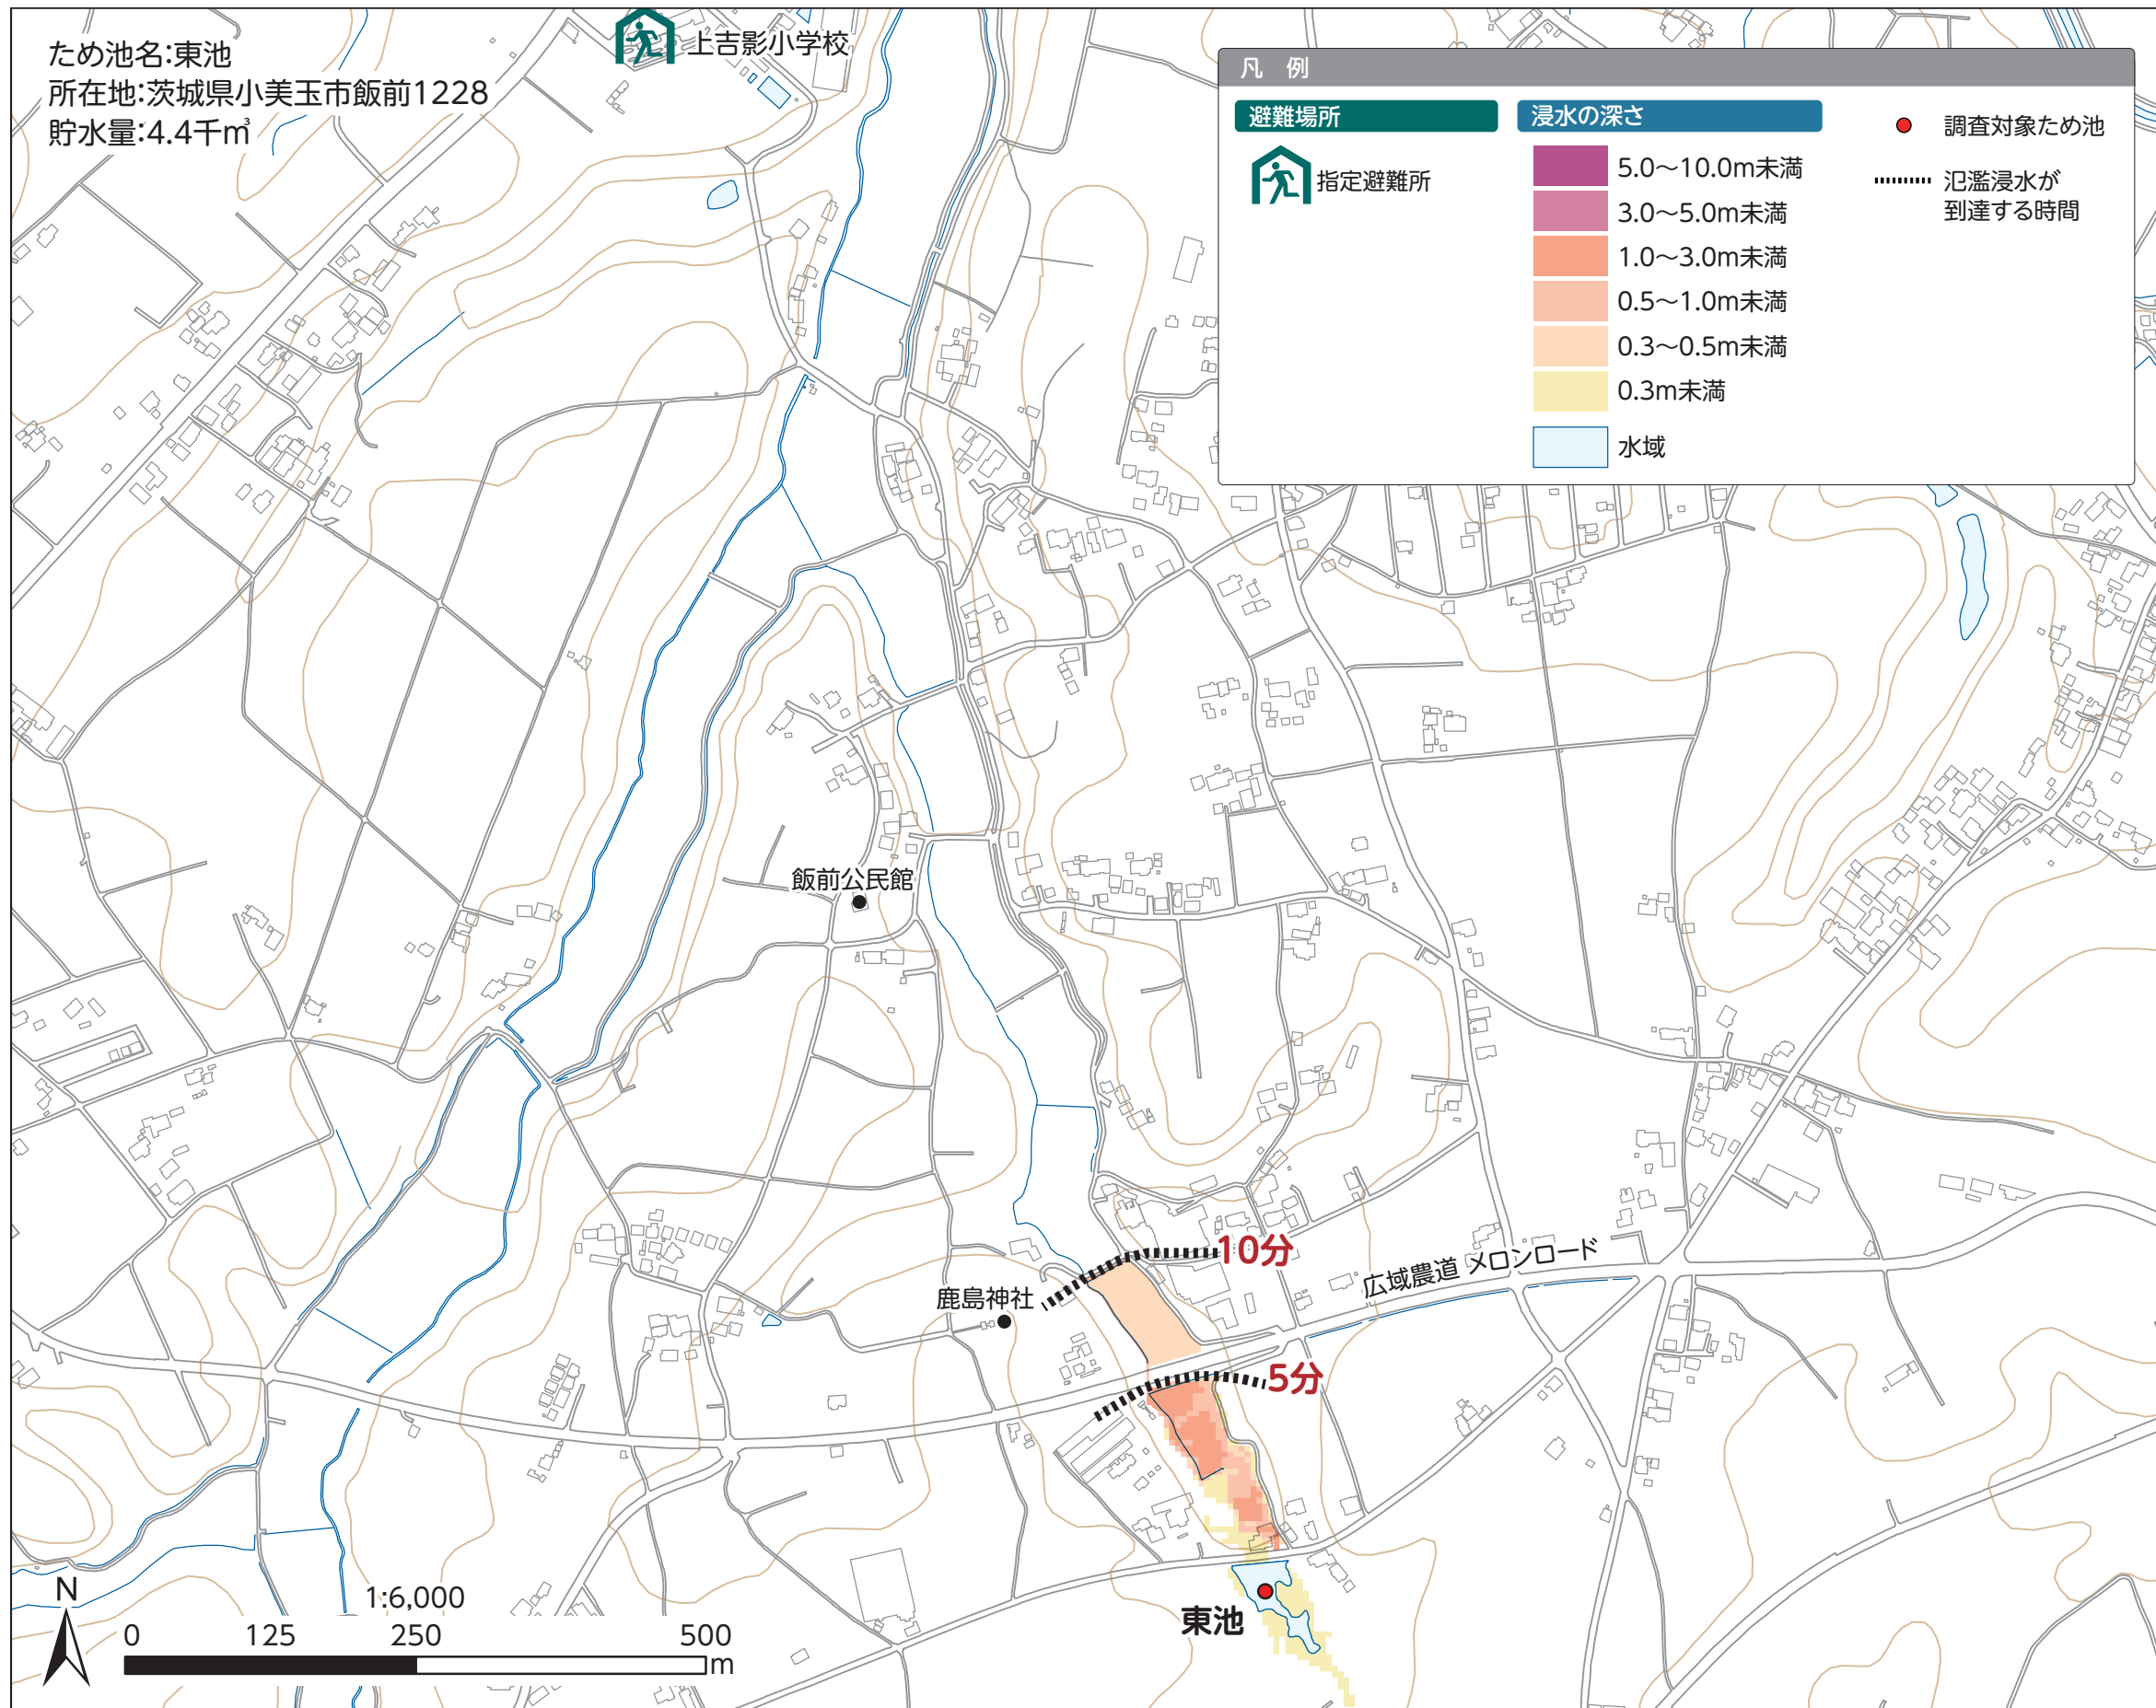 ため池名：東池
所在地：茨城県小美玉市飯前1228
貯水量：4.4千㎥
上吉影小学校
凡　例
避難場所
指定避難所
浸水の深さ
5.0～10.0m未満
3.0～5.0m未満
1.0～3.0m未満
0.5～1.0m未満
0.3～0.5m未満
0.3m未満
水域
調査対象ため池
氾濫浸水が
到達する時間
飯前公民館
10分
広域農道 メロンロード
鹿島神社
5分
東池
N
1:6,000
0 125 250 500
m